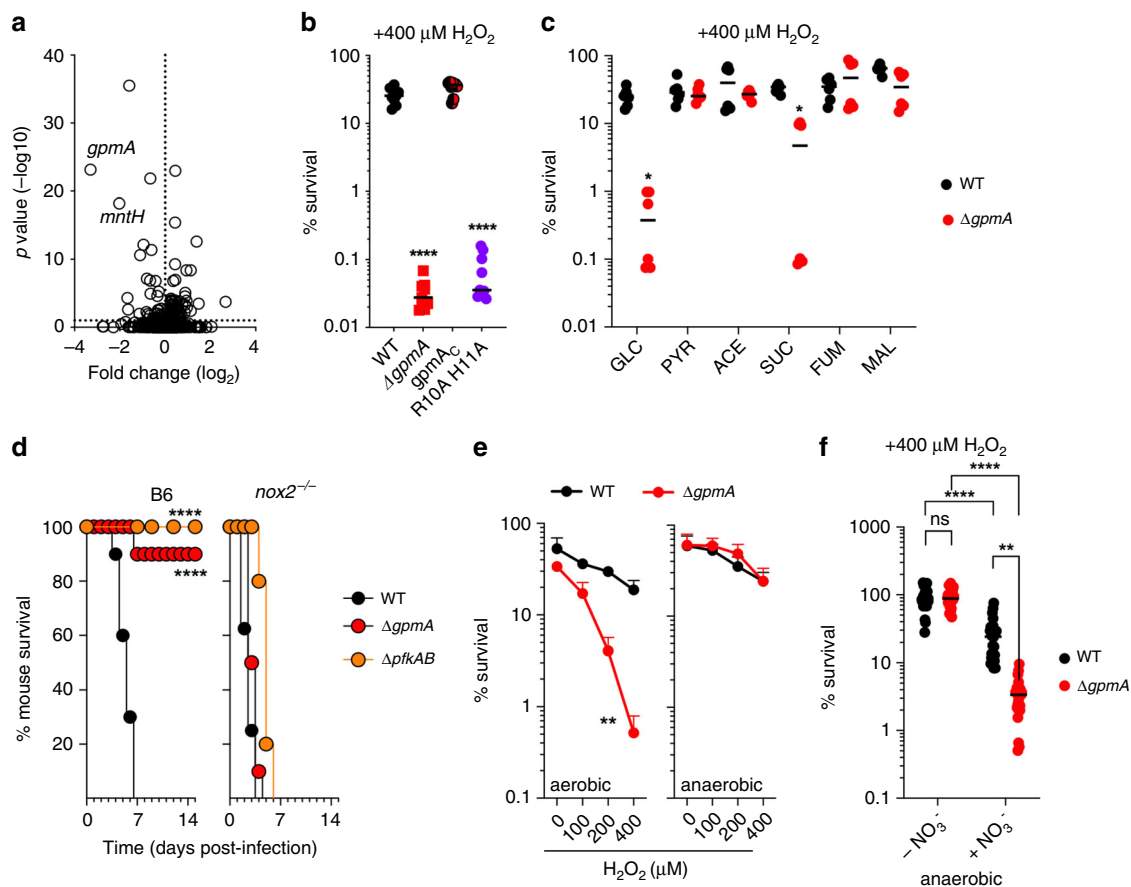 a
40
30
20
10
0
p value (−log10)
gpmA
mntH
−4
−2
0
2
4
Fold change (log2)
b
+400 μM H2O2
100
10
1
0.1
0.01
% survival
****
****
WT
ΔgpmA
gpmAC
R10A H11A
c
+400 μM H2O2
100
10
1
0.1
0.01
% survival
*
*
GLC
PYR
ACE
SUC
FUM
MAL
WT
ΔgpmA
d
B6
nox2−/−
****
****
100
80
60
40
20
% mouse survival
0
7
14
0
7
14
Time (days post-infection)
WT
ΔgpmA
ΔpfkAB
e
WT
ΔgpmA
100
10
1
0.1
% survival
**
aerobic
0
100
200
400
% survival
anaerobic
0
100
200
400
H2O2 (μM)
f
+400 μM H2O2
****
****
ns
**
1000
100
10
1
0.1
% survival
WT
ΔgpmA
− NO3-
+ NO3-
anaerobic